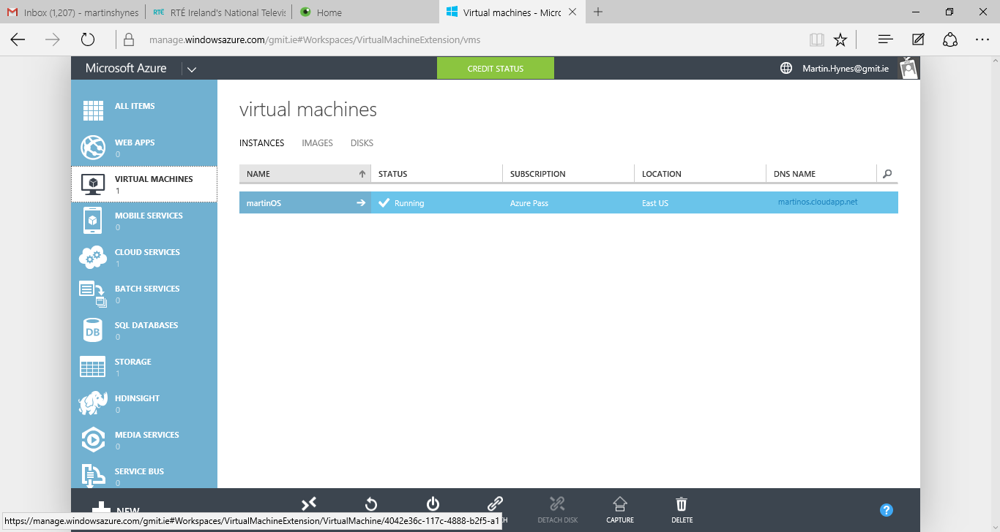 Inbox (1,207) - martinshynes
RTÉ RTÉ Ireland's National Televis
Home
Virtual machines - Micro
manage.windowsazure.com/gmit.ie#Workspaces/VirtualMachineExtension/vms
Microsoft Azure
CREDIT STATUS
Martin.Hynes@gmit.ie
ALL ITEMS
WEB APPS
0
VIRTUAL MACHINES
1
MOBILE SERVICES
0
CLOUD SERVICES
1
BATCH SERVICES
0
DB
SQL DATABASES
0
STORAGE
1
HDINSIGHT
0
MEDIA SERVICES
0
SERVICE BUS
0
virtual machines
INSTANCES IMAGES DISKS
NAME STATUS SUBSCRIPTION LOCATION DNS NAME
martinOS Running Azure Pass East US martinos.cloudapp.net
NEW
DETACH DISK
CAPTURE
DELETE
?
https://manage.windowsazure.com/gmit.ie#Workspaces/VirtualMachineExtension/VirtualMachine/4042e36c-117c-4888-b2f5-a1